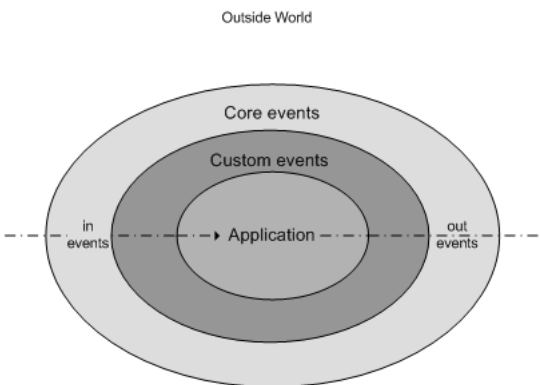 Outside World
Core events
Custom events
in
events
Application
out
events